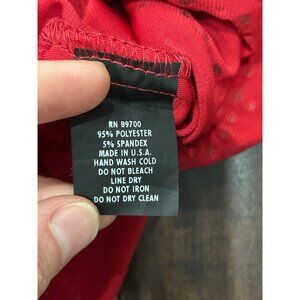 RN 89700
95% POLYESTER
5% SPANDEX
MADE IN U.S.A.
HAND WASH COLD
DO NOT BLEACH
LINE DRY
DO NOT IRON
DO NOT DRY CLEAN